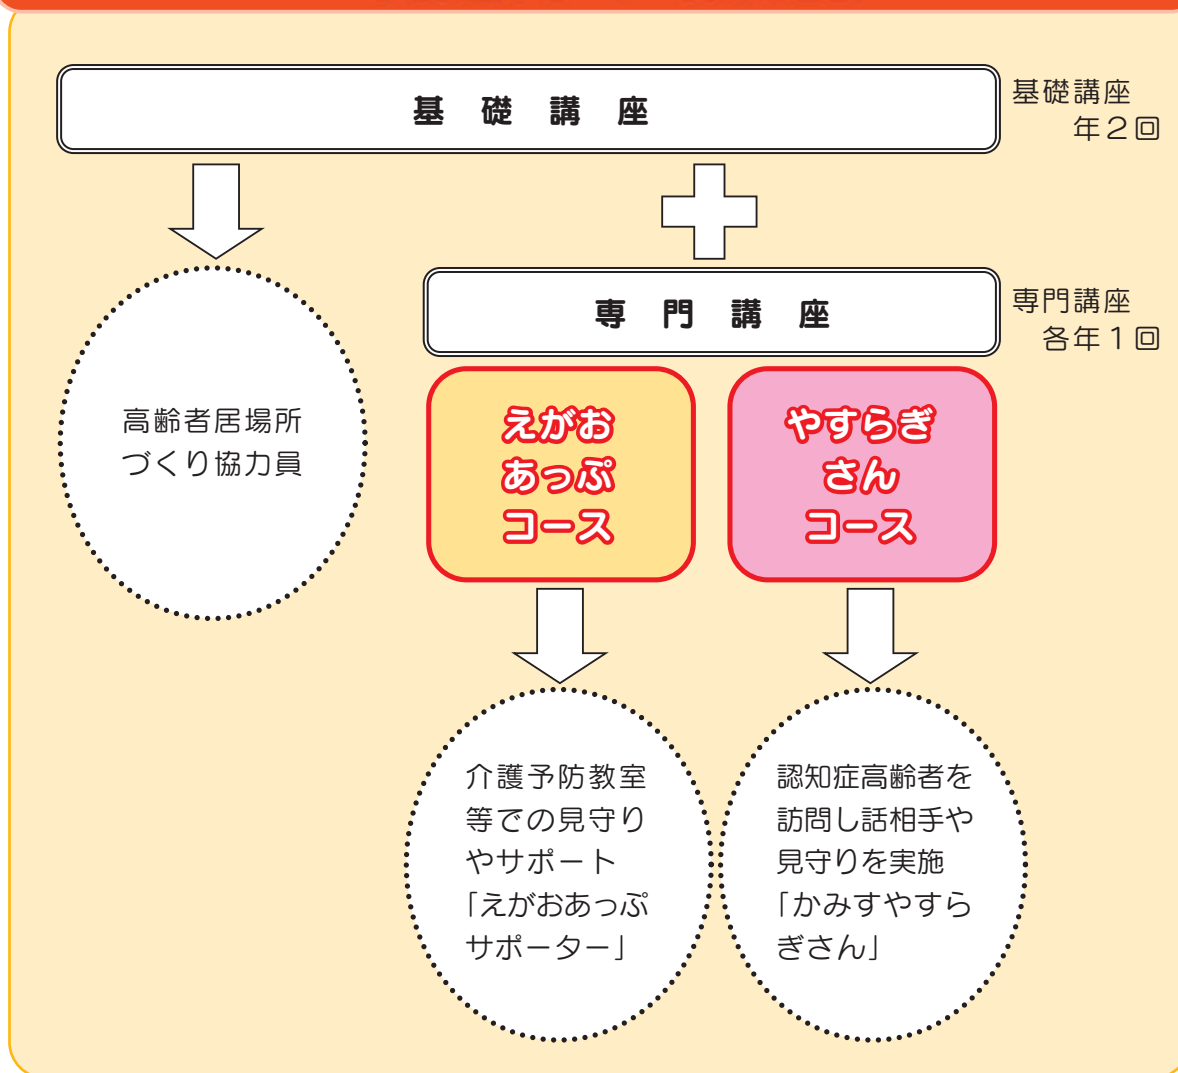 基礎講座
基礎講座
年2回
専門講座
専門講座
各年1回
高齢者居場所
づくり協力員
えがお
あっぷ
コース
やすらぎ
さん
コース
介護予防教室
等での見守り
やサポート
「えがおあっぷ
サポーター」
認知症高齢者を
訪問し話相手や
見守りを実施
「かみすやすら
ぎさん」